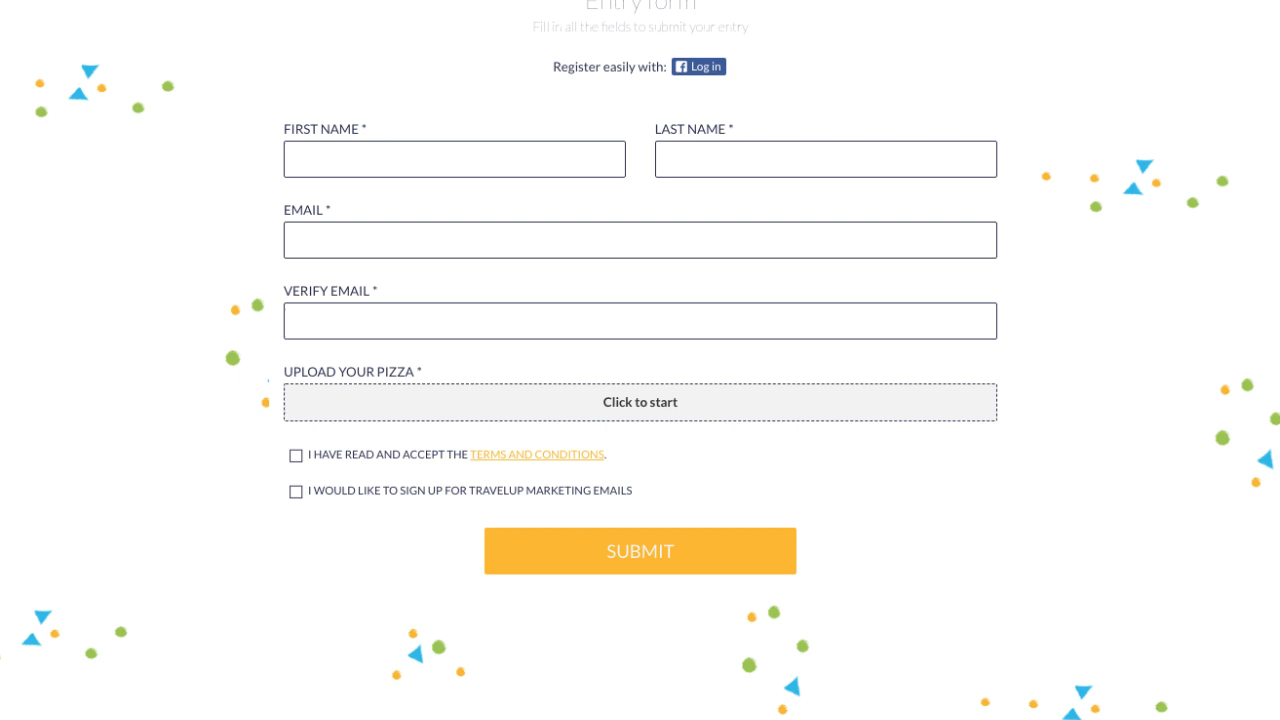 Entry form
Fill in all the fields to submit your entry
Register easily with: Log in
FIRST NAME * LAST NAME *
EMAIL *
VERIFY EMAIL *
UPLOAD YOUR PIZZA *
Click to start
I HAVE READ AND ACCEPT THE TERMS AND CONDITIONS.
I WOULD LIKE TO SIGN UP FOR TRAVELUP MARKETING EMAILS
SUBMIT